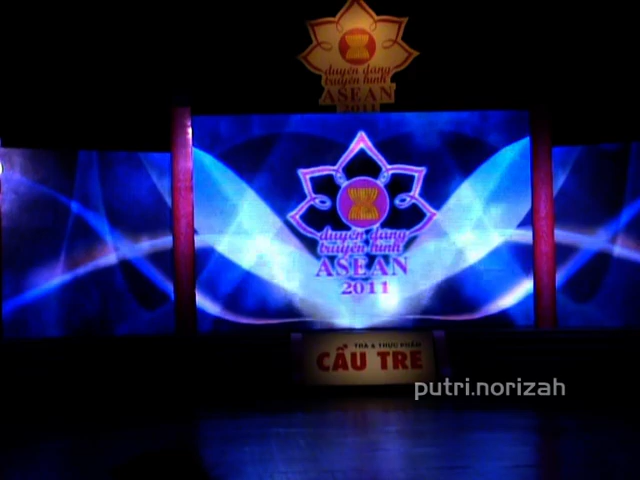 duyên dáng
truyền hình
ASEAN
2011
duyên dáng
truyền hình
ASEAN
2011
TRÀ & THỰC PHẨM
CẦU TRE
putri.norizah